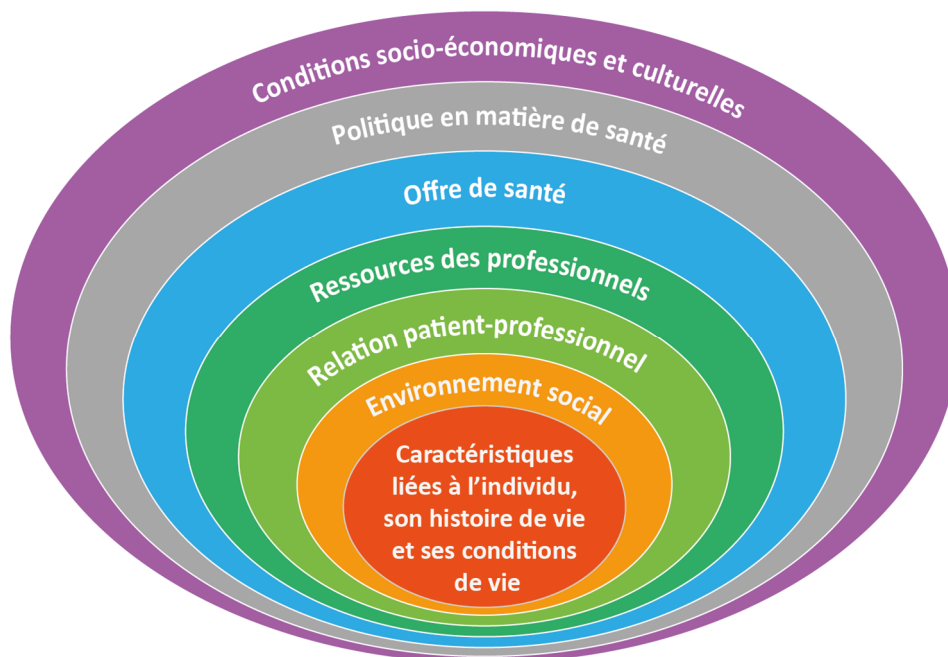 Conditions socio-économiques et culturelles
Politique en matière de santé
Offre de santé
Ressources des professionnels
Relation patient-professionnel
Environnement social
Caractéristiques
liées à l’individu,
son histoire de vie
et ses conditions
de vie